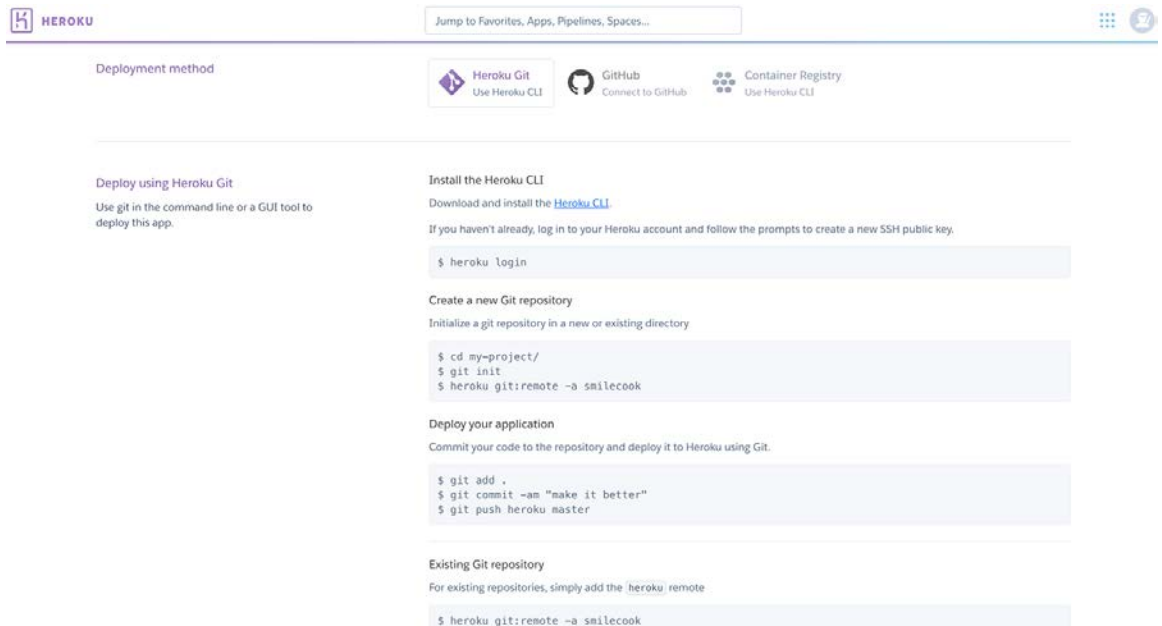 HEROKU
Jump to Favorites, Apps, Pipelines, Spaces...
Deployment method
Heroku Git
Use Heroku CLI
GitHub
Connect to GitHub
Container Registry
Use Heroku CLI
Deploy using Heroku Git
Use git in the command line or a GUI tool to
deploy this app.
Install the Heroku CLI
Download and install the Heroku CLI.
If you haven't already, log in to your Heroku account and follow the prompts to create a new SSH public key.
$ heroku login
Create a new Git repository
Initialize a git repository in a new or existing directory
$ cd my-project/
$ git init
$ heroku git:remote -a smilecook
Deploy your application
Commit your code to the repository and deploy it to Heroku using Git.
$ git add .
$ git commit -am "make it better"
$ git push heroku master
Existing Git repository
For existing repositories, simply add the heroku remote
$ heroku git:remote -a smilecook